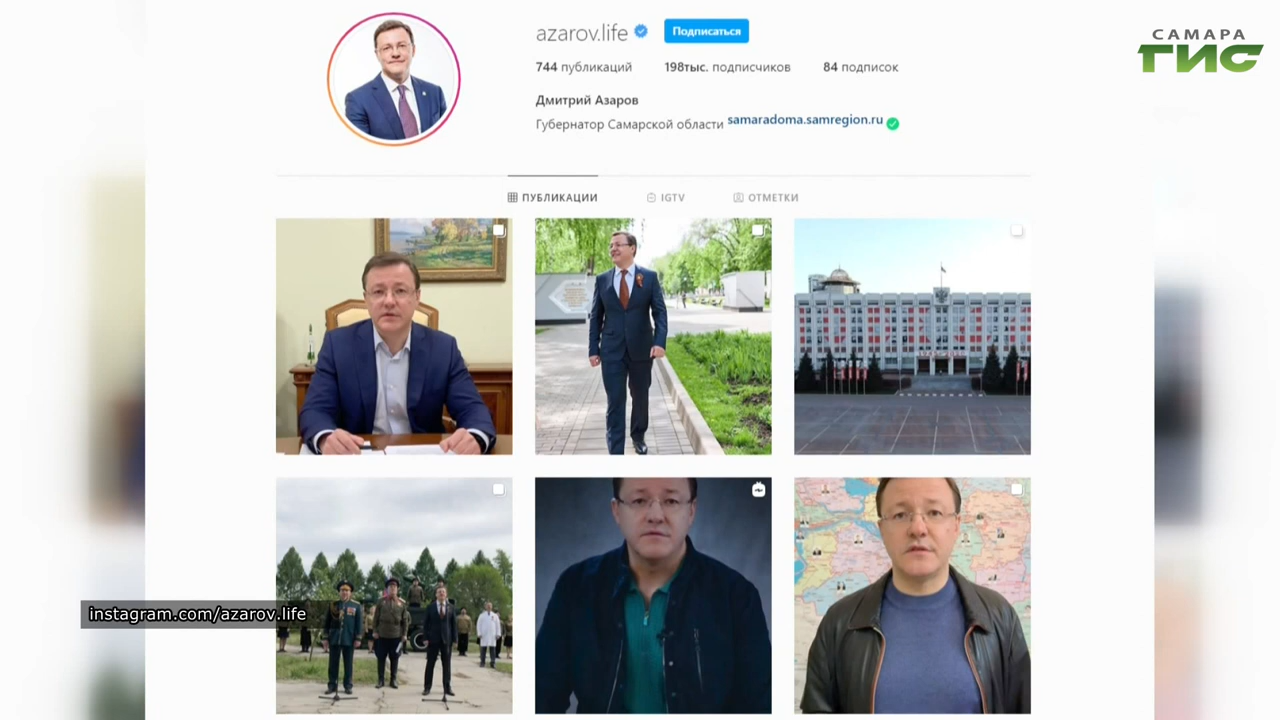 azarov.life
Подписаться
САМАРА
ГИС
744 публикаций
198тыс. подписчиков
84 подписок
Дмитрий Азаров
Губернатор Самарской области
samaradoma.samregion.ru
ПУБЛИКАЦИИ
IGTV
ОТМЕТКИ
instagram.com/azarov.life